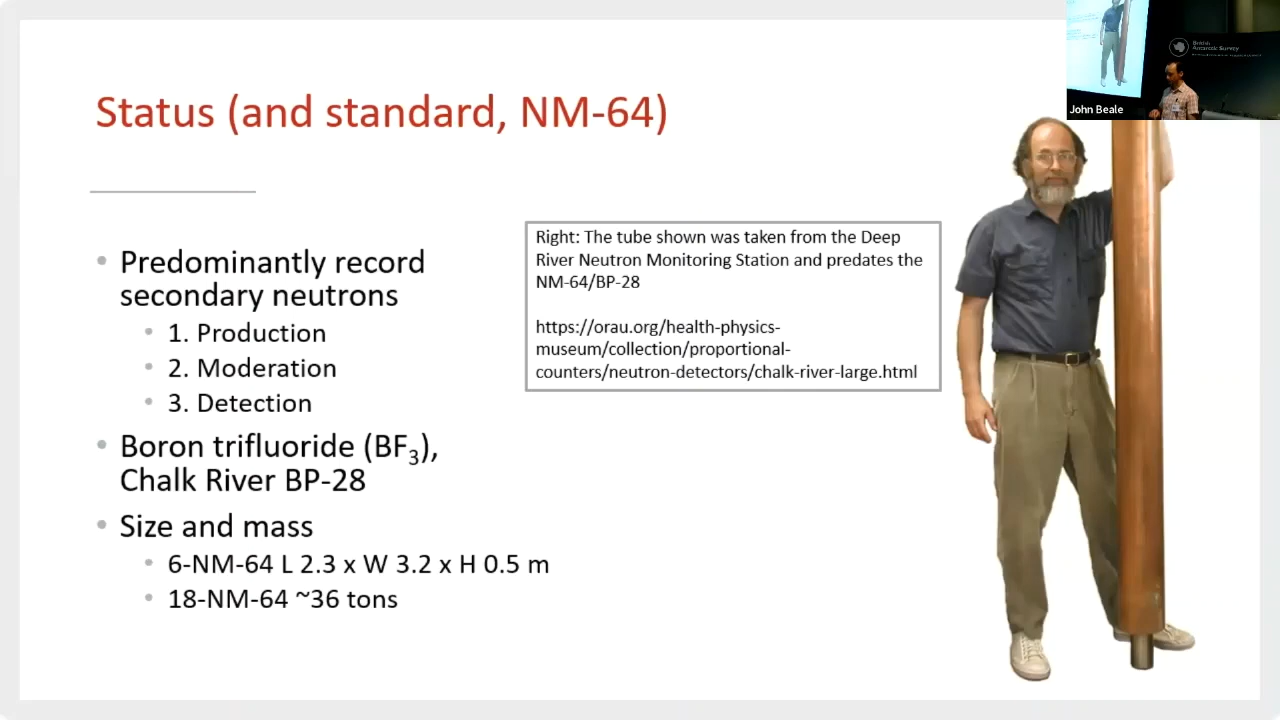 Status (and standard, NM-64)
Predominantly record
secondary neutrons
1. Production
2. Moderation
3. Detection
Boron trifluoride (BF₃),
Chalk River BP-28
Size and mass
6-NM-64 L 2.3 x W 3.2 x H 0.5 m
18-NM-64 ~36 tons
Right: The tube shown was taken from the Deep
River Neutron Monitoring Station and predates the
NM-64/BP-28
https://orau.org/health-physics-
museum/collection/proportional-
counters/neutron-detectors/chalk-river-large.html
British
Antarctic Survey
John Beale